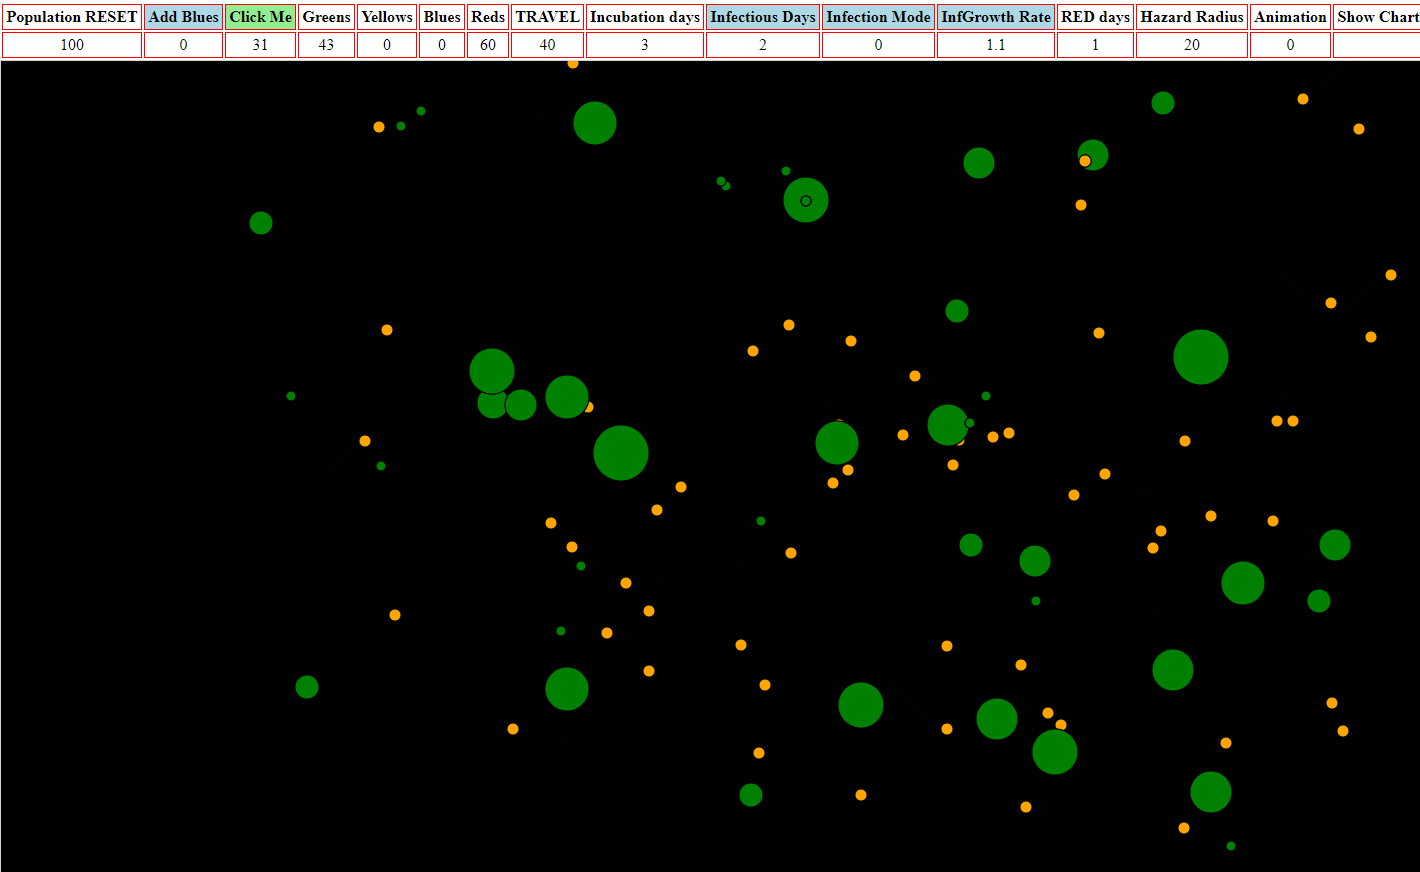 Population RESET Add Blues Click Me Greens Yellows Blues Reds TRAVEL Incubation days Infectious Days Infection Mode InfGrowth Rate RED days Hazard Radius Animation Show Chart
100 0 31 43 0 0 60 40 3 2 0 1.1 1 20 0